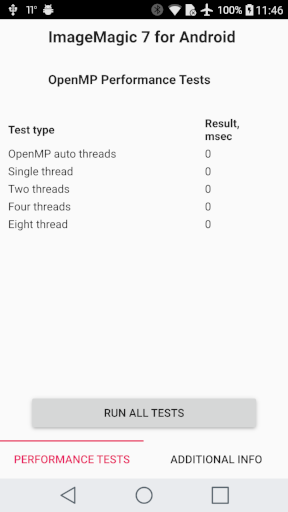 11° 100% 11:46
ImageMagic 7 for Android
OpenMP Performance Tests
Test type Result, msec
OpenMP auto threads 0
Single thread 0
Two threads 0
Four threads 0
Eight thread 0
RUN ALL TESTS
PERFORMANCE TESTS ADDITIONAL INFO